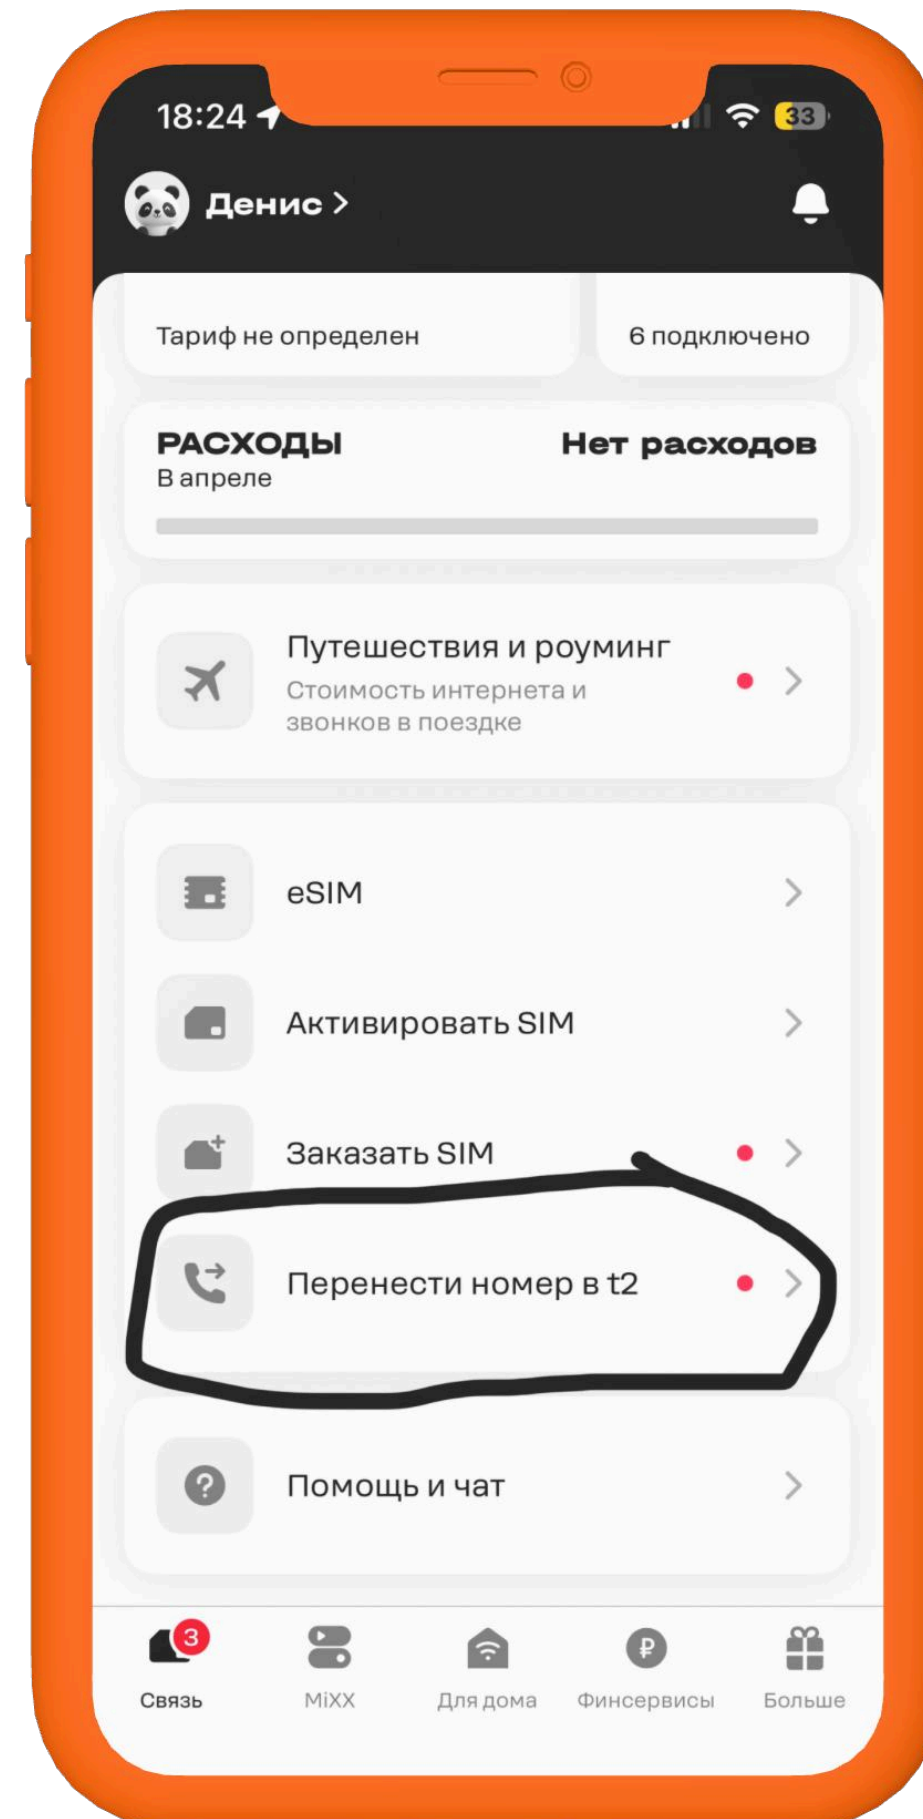 18:24
33
Денис
Тариф не определен
6 подключено
РАСХОДЫ
Нет расходов
В апреле
Путешествия и роуминг
Стоимость интернета и
звонков в поездке
eSIM
Активировать SIM
Заказать SIM
Перенести номер в t2
Помощь и чат
3
Связь
MiXX
Для дома
Финсервисы
Больше